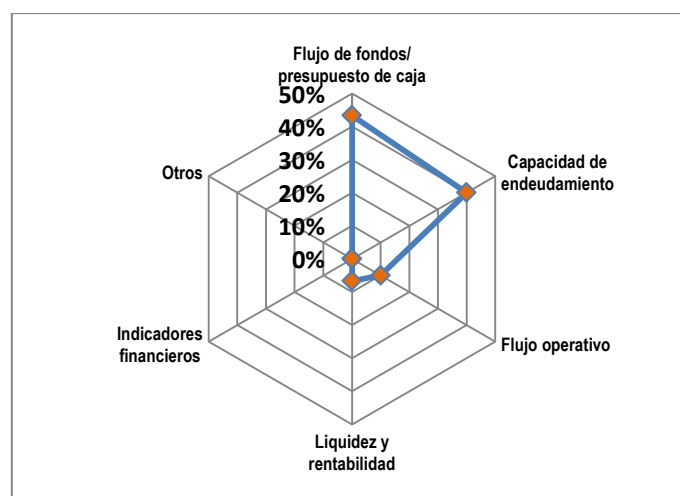 Flujo de fondos/
presupuesto de caja
50%
40%
30%
20%
10%
0%
Capacidad de
endeudamiento
Flujo operativo
Liquidez y
rentabilidad
Indicadores
financieros
Otros